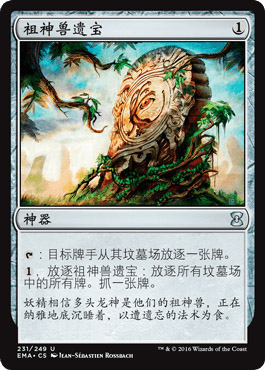 祖神兽遗宝 1
神器
：目标牌手从其坟墓场放逐一张牌。
1，放逐祖神兽遗宝：放逐所有坟墓场
中的所有牌。抓一张牌。
妖精相信多头龙神是他们的祖神兽，正在
纳雅地底沉睡着，以遭遗忘的法术为食。
231/249 U
EMA • CS JEAN-SÉBASTIEN ROSSBACH
™ & © 2016 Wizards of the Coast